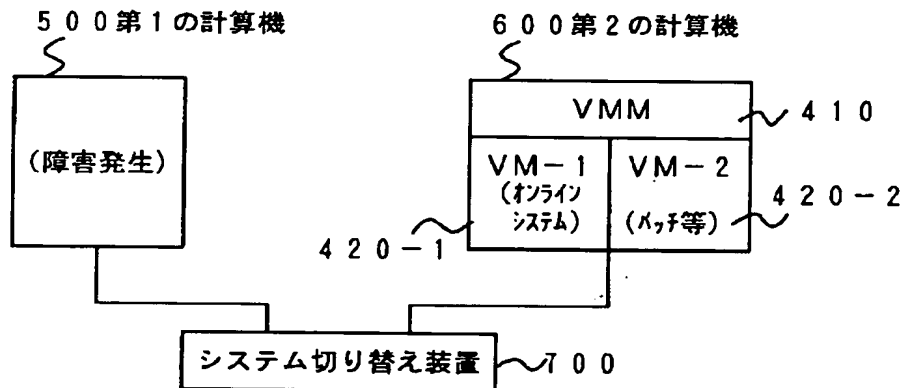 ５００第１の計算機
６００第２の計算機
(障害発生)
ＶＭＭ
４１０
ＶＭ－１
(オンライン
システム)
ＶＭ－２
(バッチ等)
４２０－１
４２０－２
システム切り替え装置
７００